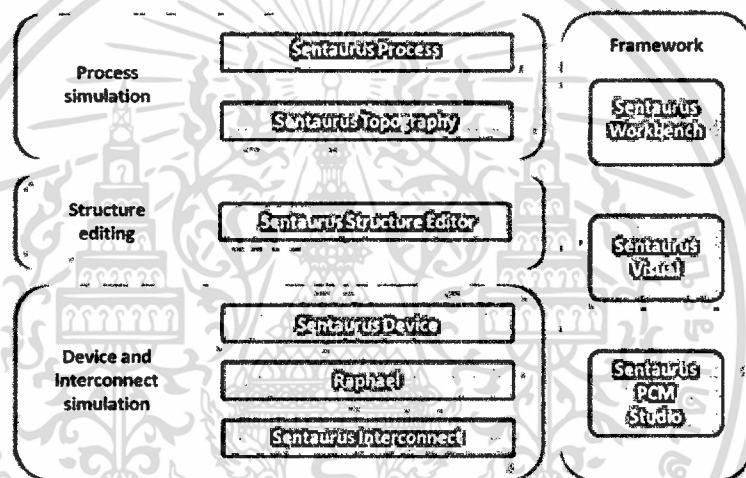 Process
simulation
Sentaurus Process
Sentaurus Topography
Structure
editing
Sentaurus Structure Editor
Device and
Interconnect
simulation
Sentaurus Device
Raphael
Sentaurus Interconnect
Framework
Sentaurus
Workbench
Sentaurus
Visual
Sentaurus
PCM
Studio